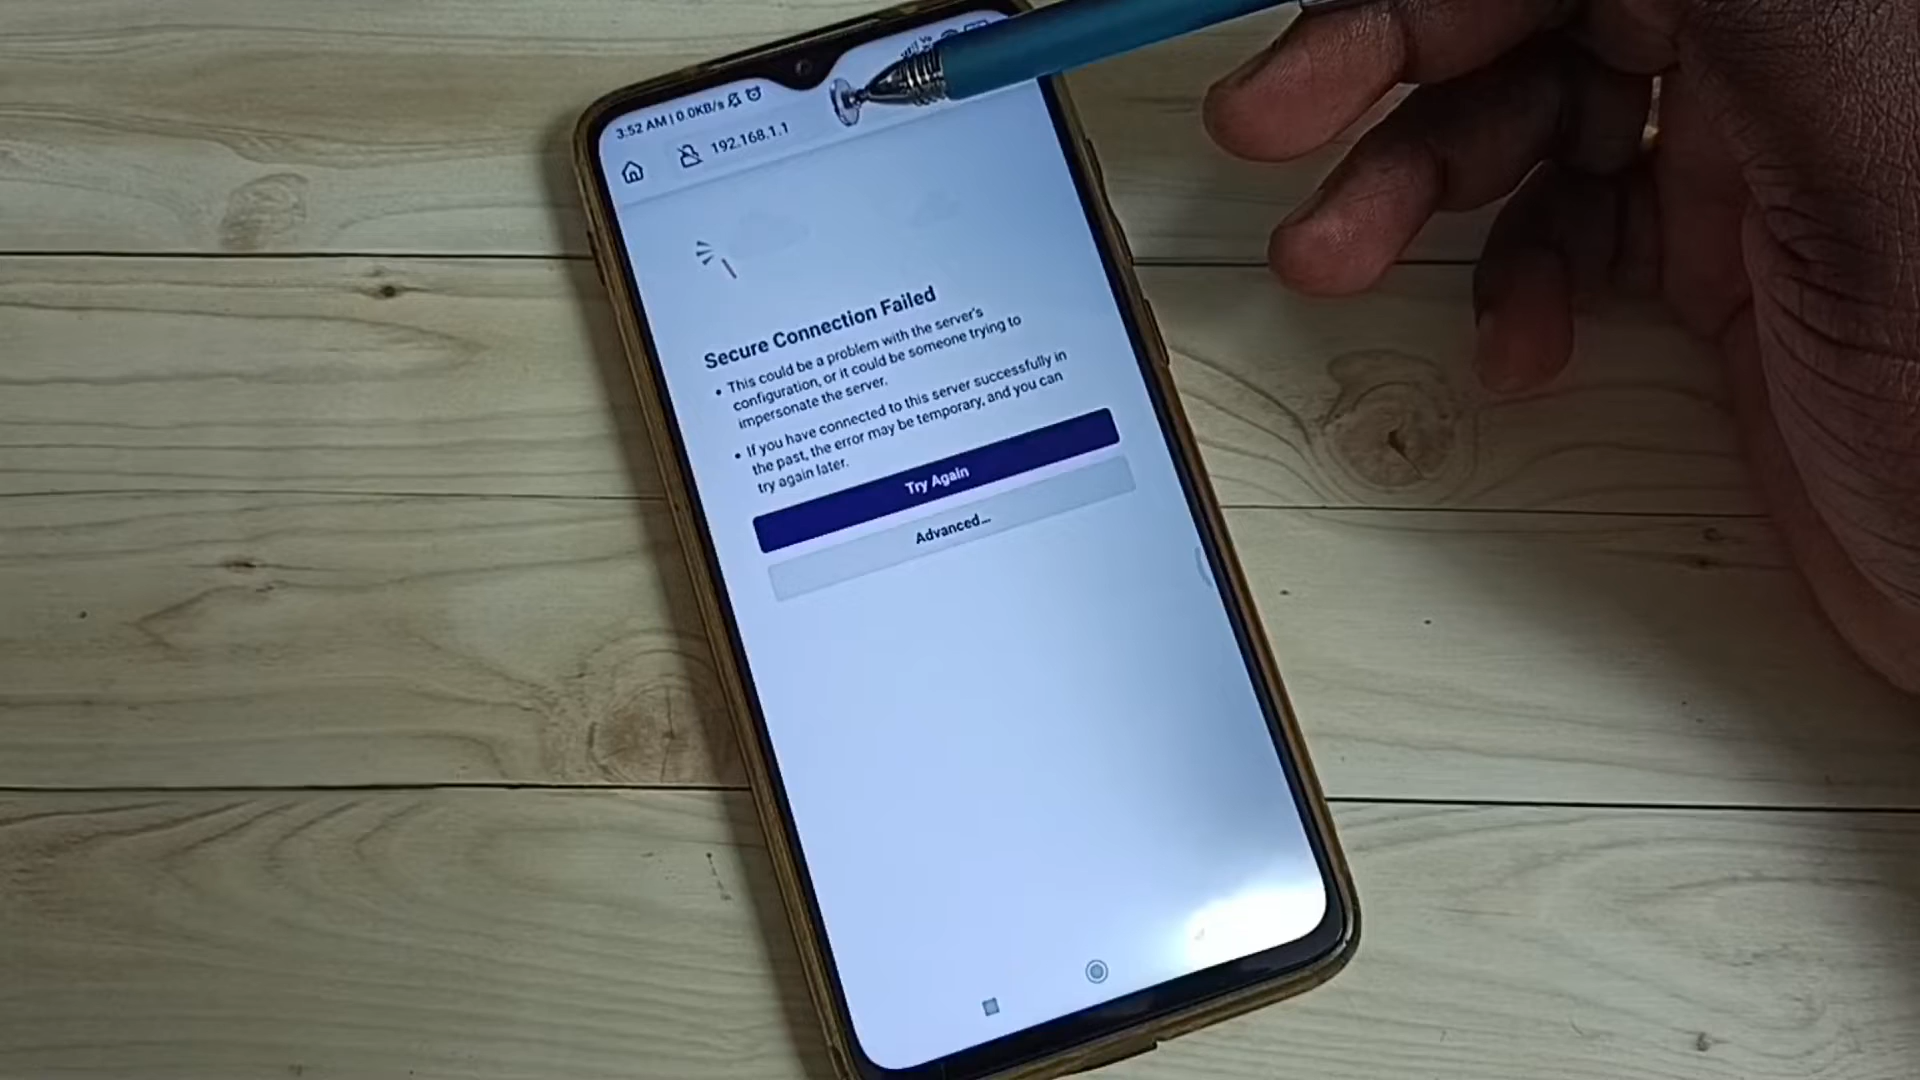 3:52 AM | 0.0KB/s
192.168.1.1
Secure Connection Failed
• This could be a problem with the server's
configuration, or it could be someone trying to
impersonate the server.
• If you have connected to this server successfully in
the past, the error may be temporary, and you can
try again later.
Try Again
Advanced...